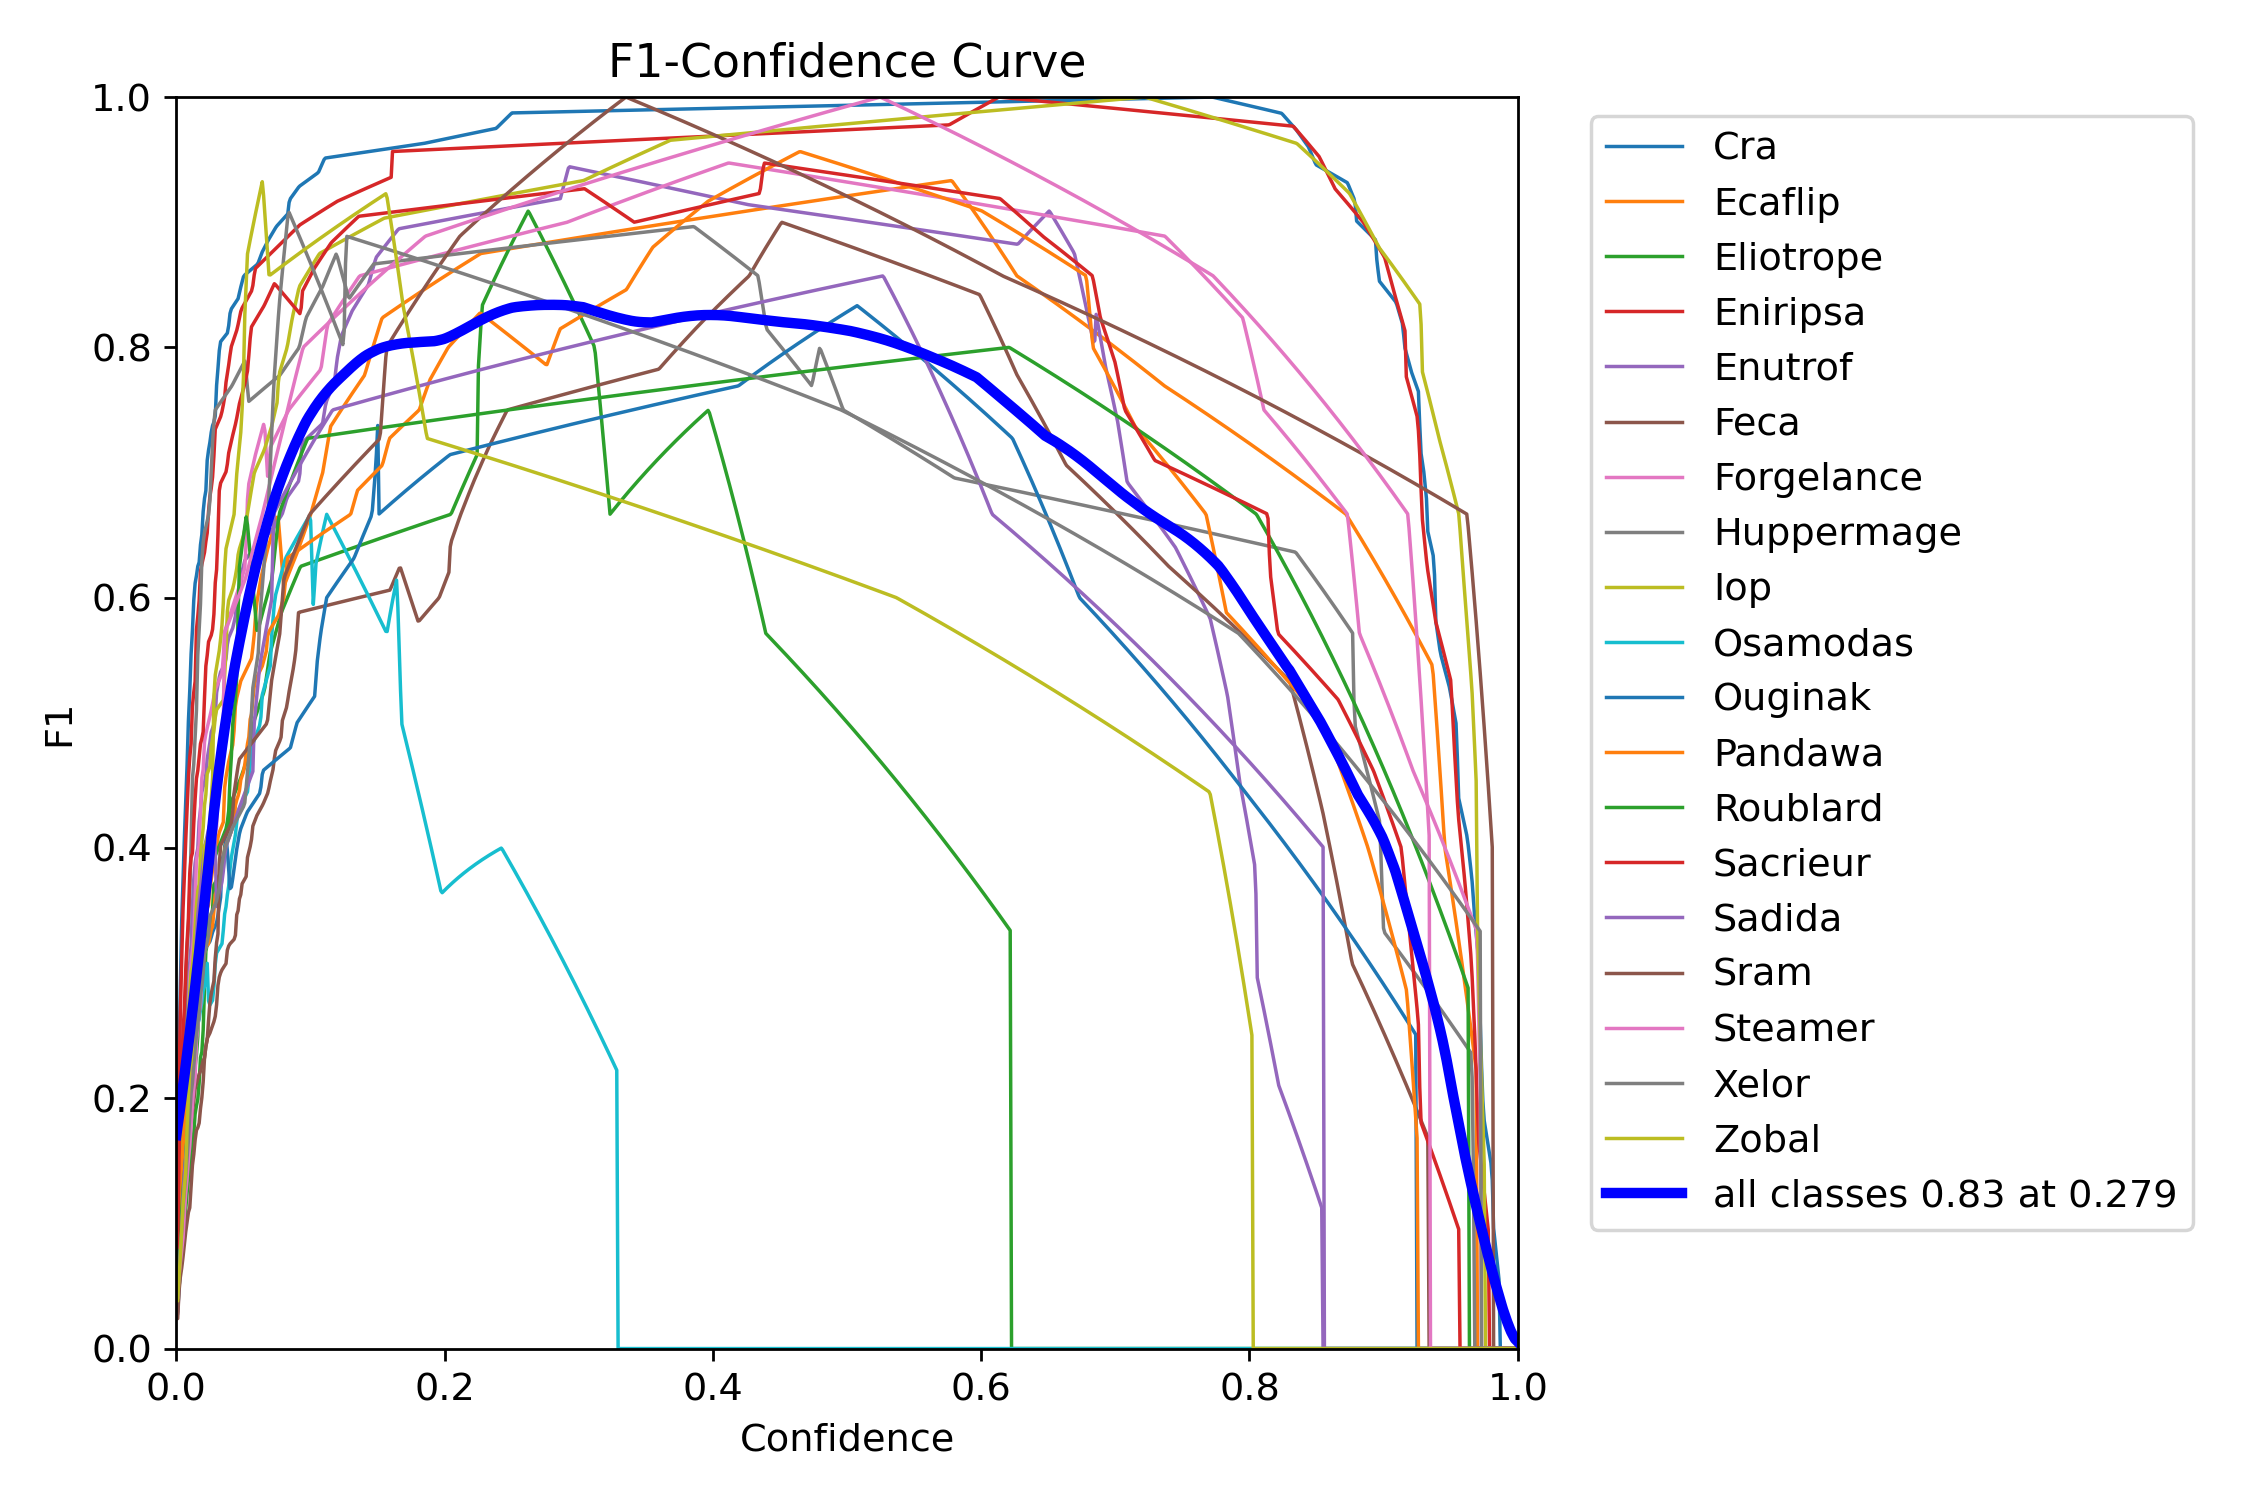 F1-Confidence Curve
1.0
0.8
0.6
0.4
0.2
0.0
F1
0.0 0.2 0.4 0.6 0.8 1.0
Confidence
Cra
Ecaflip
Eliotrope
Eniripsa
Enutrof
Feca
Forgelance
Huppermage
Iop
Osamodas
Ouginak
Pandawa
Roublard
Sacrieur
Sadida
Sram
Steamer
Xelor
Zobal
all classes 0.83 at 0.279